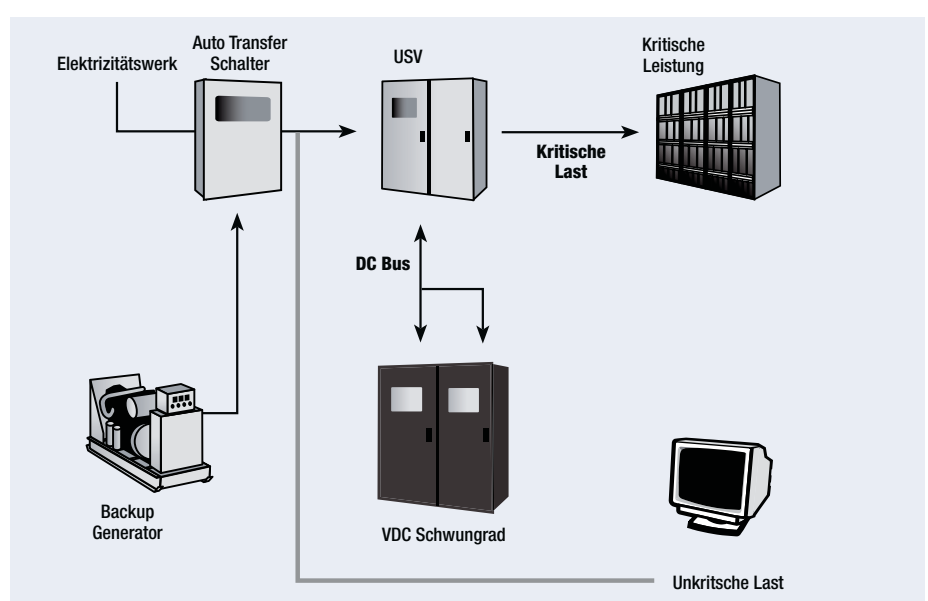 Elektrizitätswerk
Auto Transfer
Schalter
USV
Kritische
Leistung
Kritische
Last
DC Bus
Backup
Generator
VDC Schwungrad
Unkritsche Last